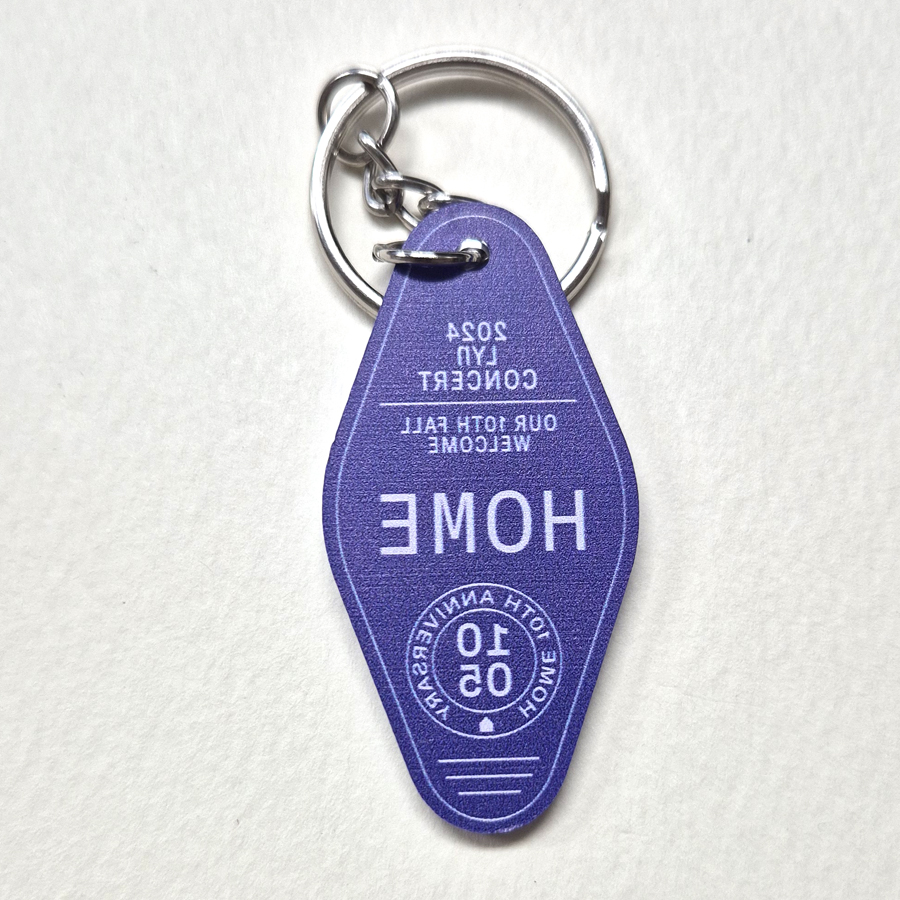 2024
LYn
CONCERT
OUR 10TH FALL
WELCOME
HOME
HOME 10TH ANNIVERSARY
10
05